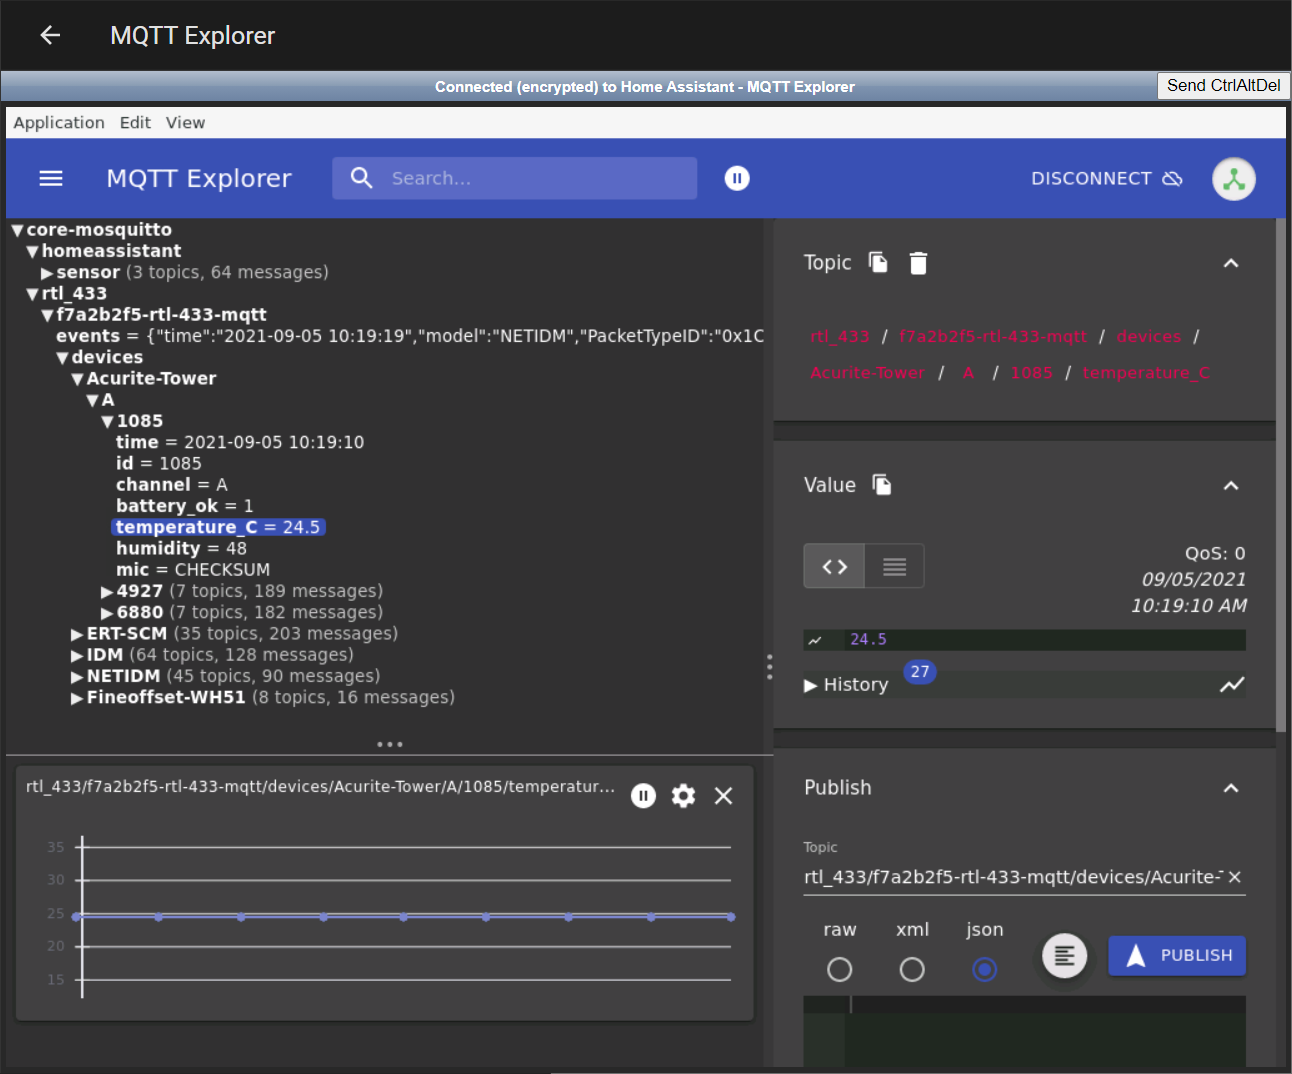 MQTT Explorer
Connected (encrypted) to Home Assistant - MQTT Explorer
Send CtrlAltDel
Application Edit View
MQTT Explorer
Search...
DISCONNECT
▼core-mosquitto
▼homeassistant
▶sensor (3 topics, 64 messages)
▼rtl_433
▼f7a2b2f5-rtl-433-mqtt
events = {"time":"2021-09-05 10:19:19","model":"NETIDM","PacketTypeID":"0x1C
▼devices
▼Acurite-Tower
▼A
▼1085
time = 2021-09-05 10:19:10
id = 1085
channel = A
battery_ok = 1
temperature_C = 24.5
humidity = 48
mic = CHECKSUM
▶4927 (7 topics, 189 messages)
▶6880 (7 topics, 182 messages)
▶ERT-SCM (35 topics, 203 messages)
▶IDM (64 topics, 128 messages)
▶NETIDM (45 topics, 90 messages)
▶Fineoffset-WH51 (8 topics, 16 messages)
rtl_433/f7a2b2f5-rtl-433-mqtt/devices/Acurite-Tower/A/1085/temperatur...
35
30
25
20
15
Topic
rtl_433 / f7a2b2f5-rtl-433-mqtt / devices /
Acurite-Tower / A / 1085 / temperature_C
Value
QoS: 0
09/05/2021
10:19:10 AM
24.5
▶ History 27
Publish
Topic
rtl_433/f7a2b2f5-rtl-433-mqtt/devices/Acurite-
raw xml json
PUBLISH